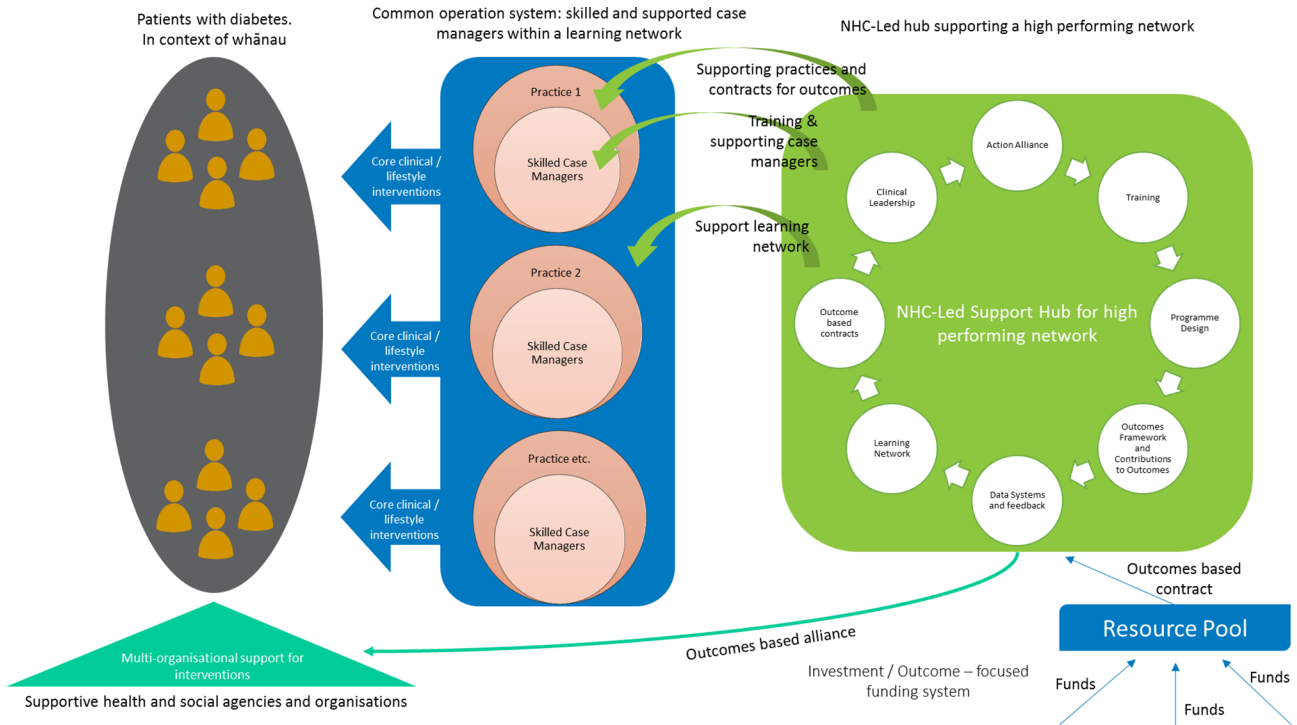 Patients with diabetes.
In context of whānau
Common operation system: skilled and supported case
managers within a learning network
NHC-Led hub supporting a high performing network
Core clinical /
lifestyle
interventions
Core clinical /
lifestyle
interventions
Core clinical /
lifestyle
interventions
Practice 1
Skilled Case
Managers
Practice 2
Skilled Case
Managers
Practice etc.
Skilled Case
Managers
Supporting practices and
contracts for outcomes
Training &
supporting case
managers
Support learning
network
Action Alliance
Training
Programme
Design
Outcomes
Framework
and
Contributions
to Outcomes
Data Systems
and feedback
Learning
Network
Outcome
based
contracts
Clinical
Leadership
NHC-Led Support Hub for high
performing network
Multi-organisational support for
interventions
Supportive health and social agencies and organisations
Outcomes based alliance
Outcomes based
contract
Resource Pool
Investment / Outcome – focused
funding system
Funds
Funds
Funds